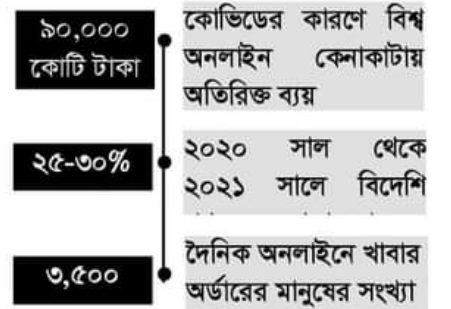 ৯০,০০০
কোটি টাকা
কোভিডের কারণে বিশ্ব
অনলাইন কেনাকাটায়
অতিরিক্ত ব্যয়
২৫-৩০%
২০২০ সাল থেকে
২০২১ সালে বিদেশি
৩,৫০০
দৈনিক অনলাইনে খাবার
অর্ডারের মানুষের সংখ্যা